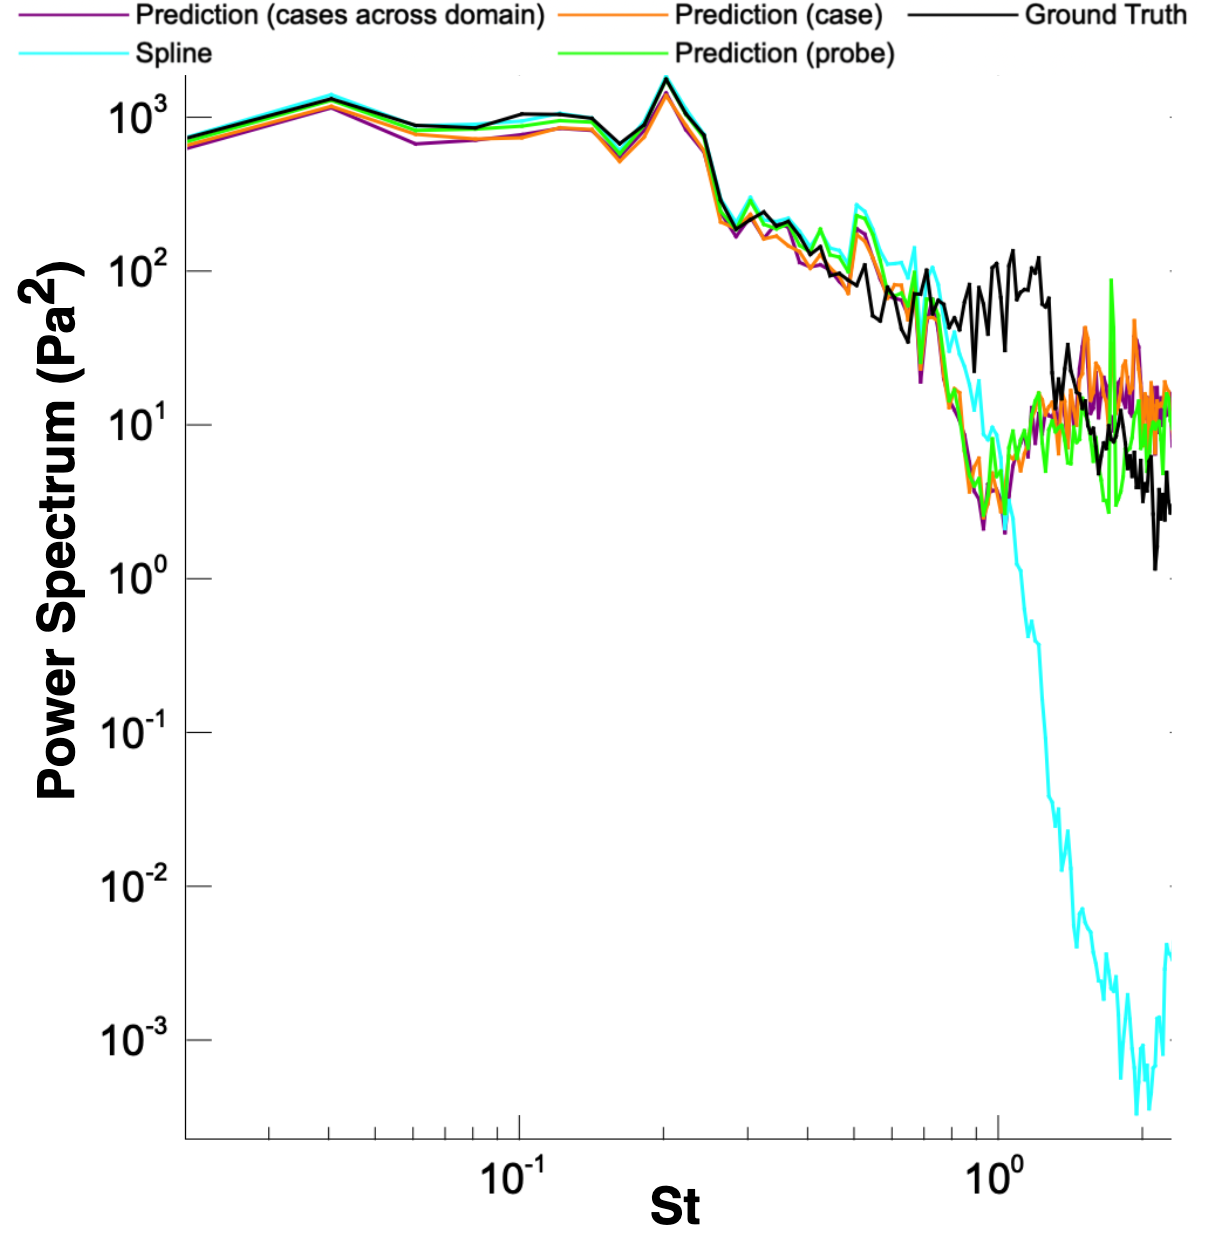 Prediction (cases across domain) Prediction (case) Ground Truth
Spline Prediction (probe)
Power Spectrum (Pa²)
10³
10²
10¹
10⁰
10⁻¹
10⁻²
10⁻³
10⁻¹ 10⁰
St